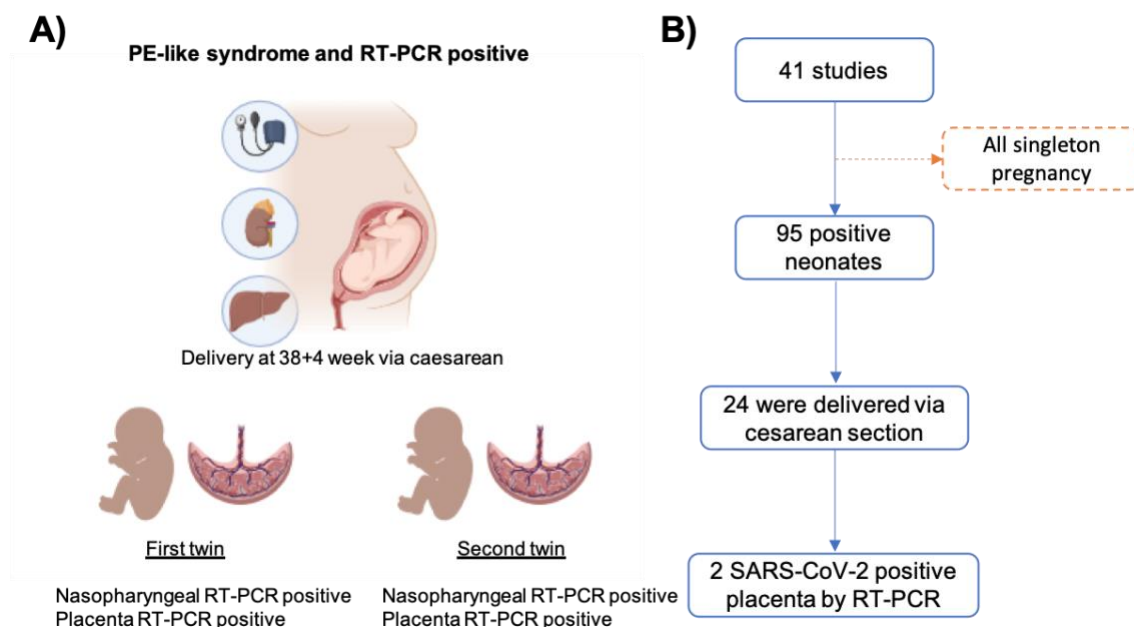 A)
PE-like syndrome and RT-PCR positive
Delivery at 38+4 week via caesarean
First twin
Nasopharyngeal RT-PCR positive
Placenta RT-PCR positive
Second twin
Nasopharyngeal RT-PCR positive
Placenta RT-PCR positive
B)
41 studies
All singleton
pregnancy
95 positive
neonates
24 were delivered via
cesarean section
2 SARS-CoV-2 positive
placenta by RT-PCR